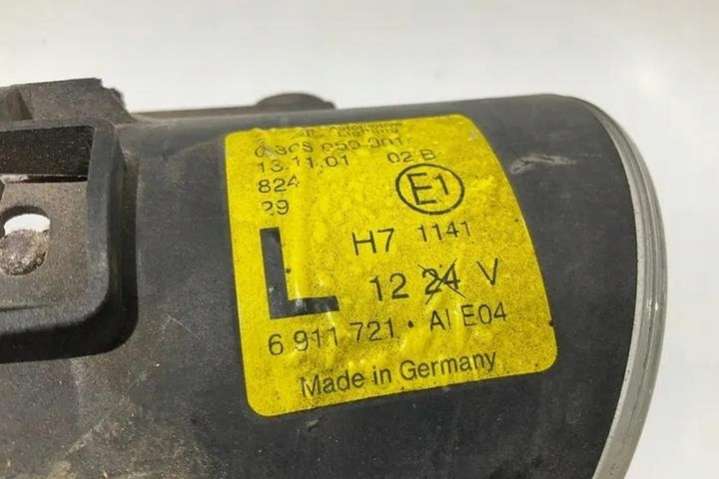 13.11.01 02 B
824
29
E1
L H7 1141
12 24 V
6 911 721 · AI E04
Made in Germany